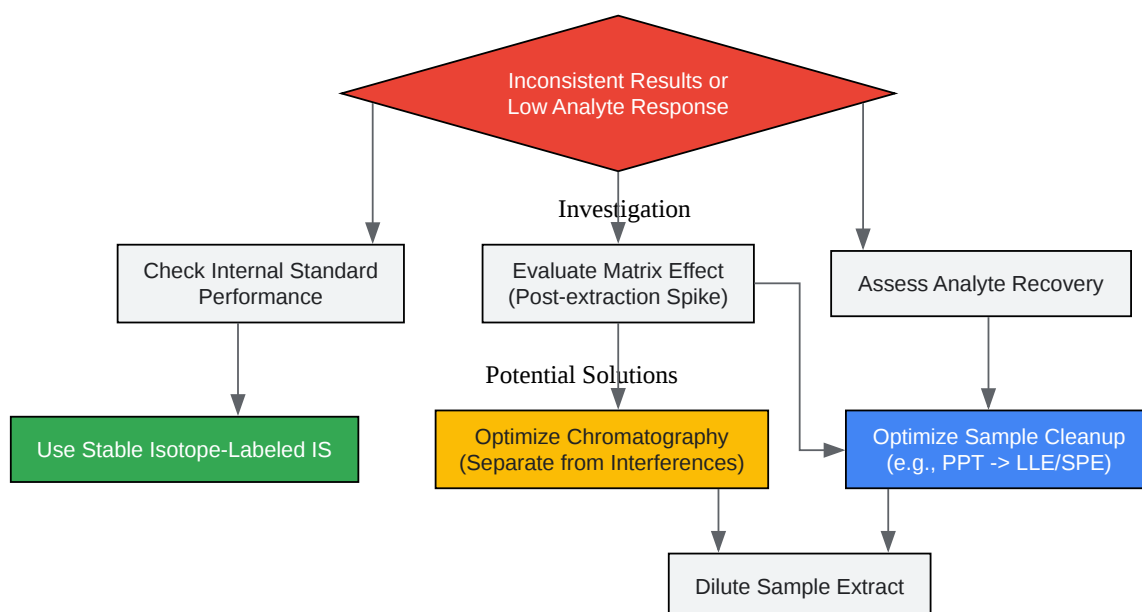 Inconsistent Results or
Low Analyte Response
Investigation
Check Internal Standard
Performance
Evaluate Matrix Effect
(Post-extraction Spike)
Assess Analyte Recovery
Potential Solutions
Use Stable Isotope-Labeled IS
Optimize Chromatography
(Separate from Interferences)
Optimize Sample Cleanup
(e.g., PPT -> LLE/SPE)
Dilute Sample Extract